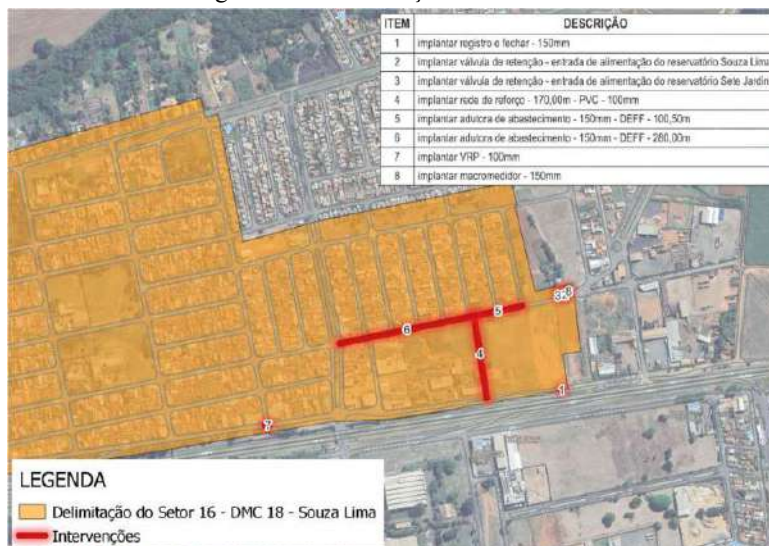 ITEM DESCRIÇÃO
1 implantar registro e fechar - 150mm
2 implantar válvula de retenção - entrada de alimentação do reservatório Souza Lima
3 implantar válvula de retenção - entrada de alimentação do reservatório Sete Jardin
4 implantar rede de reforço - 170,00m - PVC - 100mm
5 implantar adutora de abastecimento - 150mm - DEFF - 100,50m
6 implantar adutora de abastecimento - 150mm - DEFF - 280,00m
7 implantar VRP - 100mm
8 implantar macromedidor - 150mm
328
5
6
4
1
7
LEGENDA
Delimitação do Setor 16 - DMC 18 - Souza Lima
Intervenções